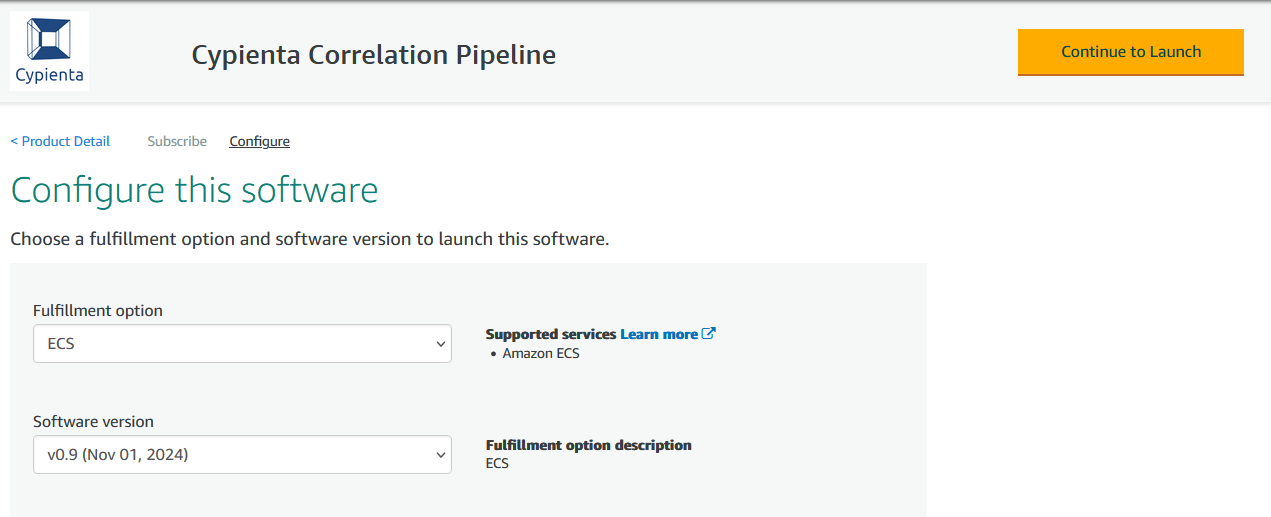 Cypienta
Cypienta Correlation Pipeline
Continue to Launch
< Product Detail
Subscribe
Configure
Configure this software
Choose a fulfillment option and software version to launch this software.
Fulfillment option
ECS
Supported services Learn more
• Amazon ECS
Software version
v0.9 (Nov 01, 2024)
Fulfillment option description
ECS